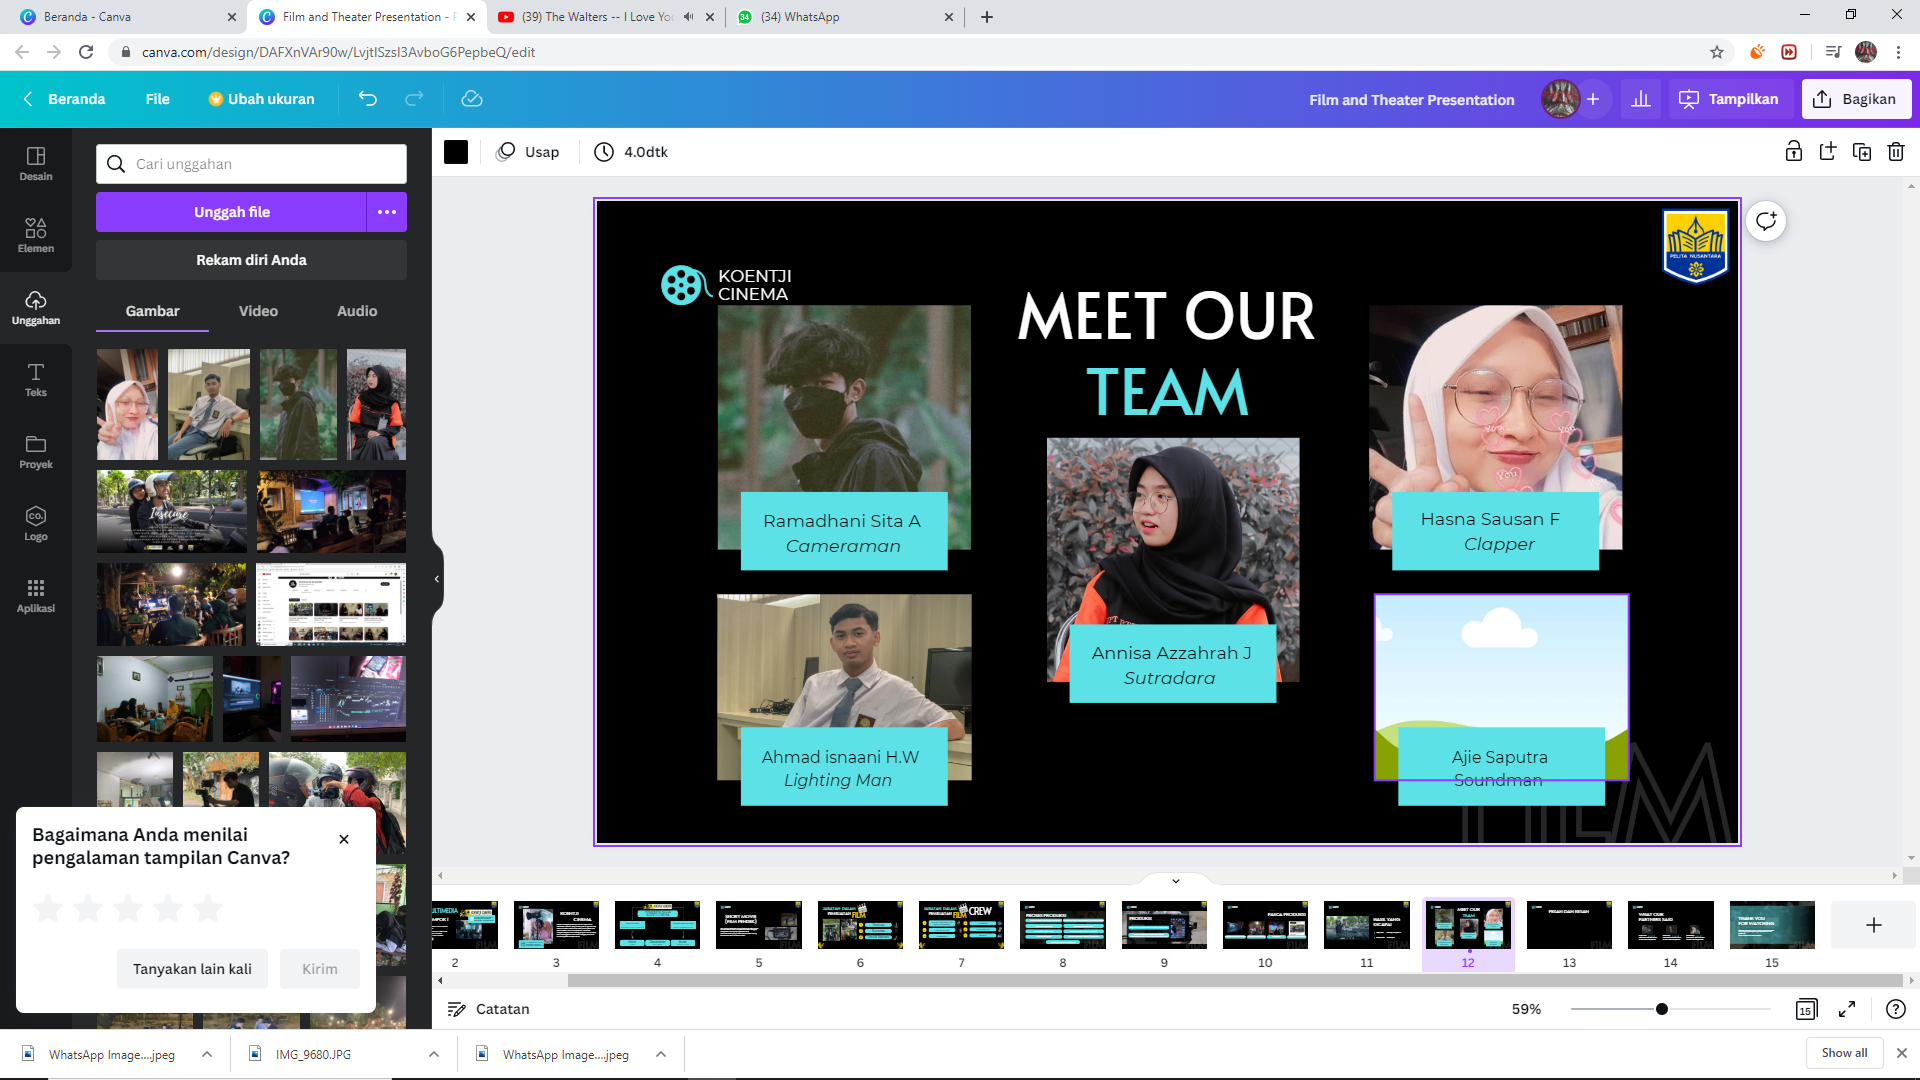 Beranda - Canva
Film and Theater Presentation - P
(39) The Walters -- I Love You
(34) WhatsApp
canva.com/design/DAFXnVAr90w/LvjtISzsI3AvboG6PepbeQ/edit
Beranda
File
Ubah ukuran
Film and Theater Presentation
Tampilkan
Bagikan
Desain
Elemen
Unggahan
Teks
Proyek
CO.
Logo
Aplikasi
Cari unggahan
Unggah file
Rekam diri Anda
Gambar
Video
Audio
Insecure
Usap
4.0dtk
KOENTJI
CINEMA
PELITA NUSANTARA
MEET OUR
TEAM
Ramadhani Sita A
Cameraman
Hasna Sausan F
Clapper
Annisa Azzahrah J
Sutradara
Ahmad isnaani H.W
Lighting Man
Ajie Saputra
Soundman
FILM
Bagaimana Anda menilai
pengalaman tampilan Canva?
Tanyakan lain kali
Kirim
2
3
4
5
6
7
8
9
10
11
12
13
14
15
Catatan
59%
15
WhatsApp Image....jpeg
IMG_9680.JPG
WhatsApp Image....jpeg
Show all